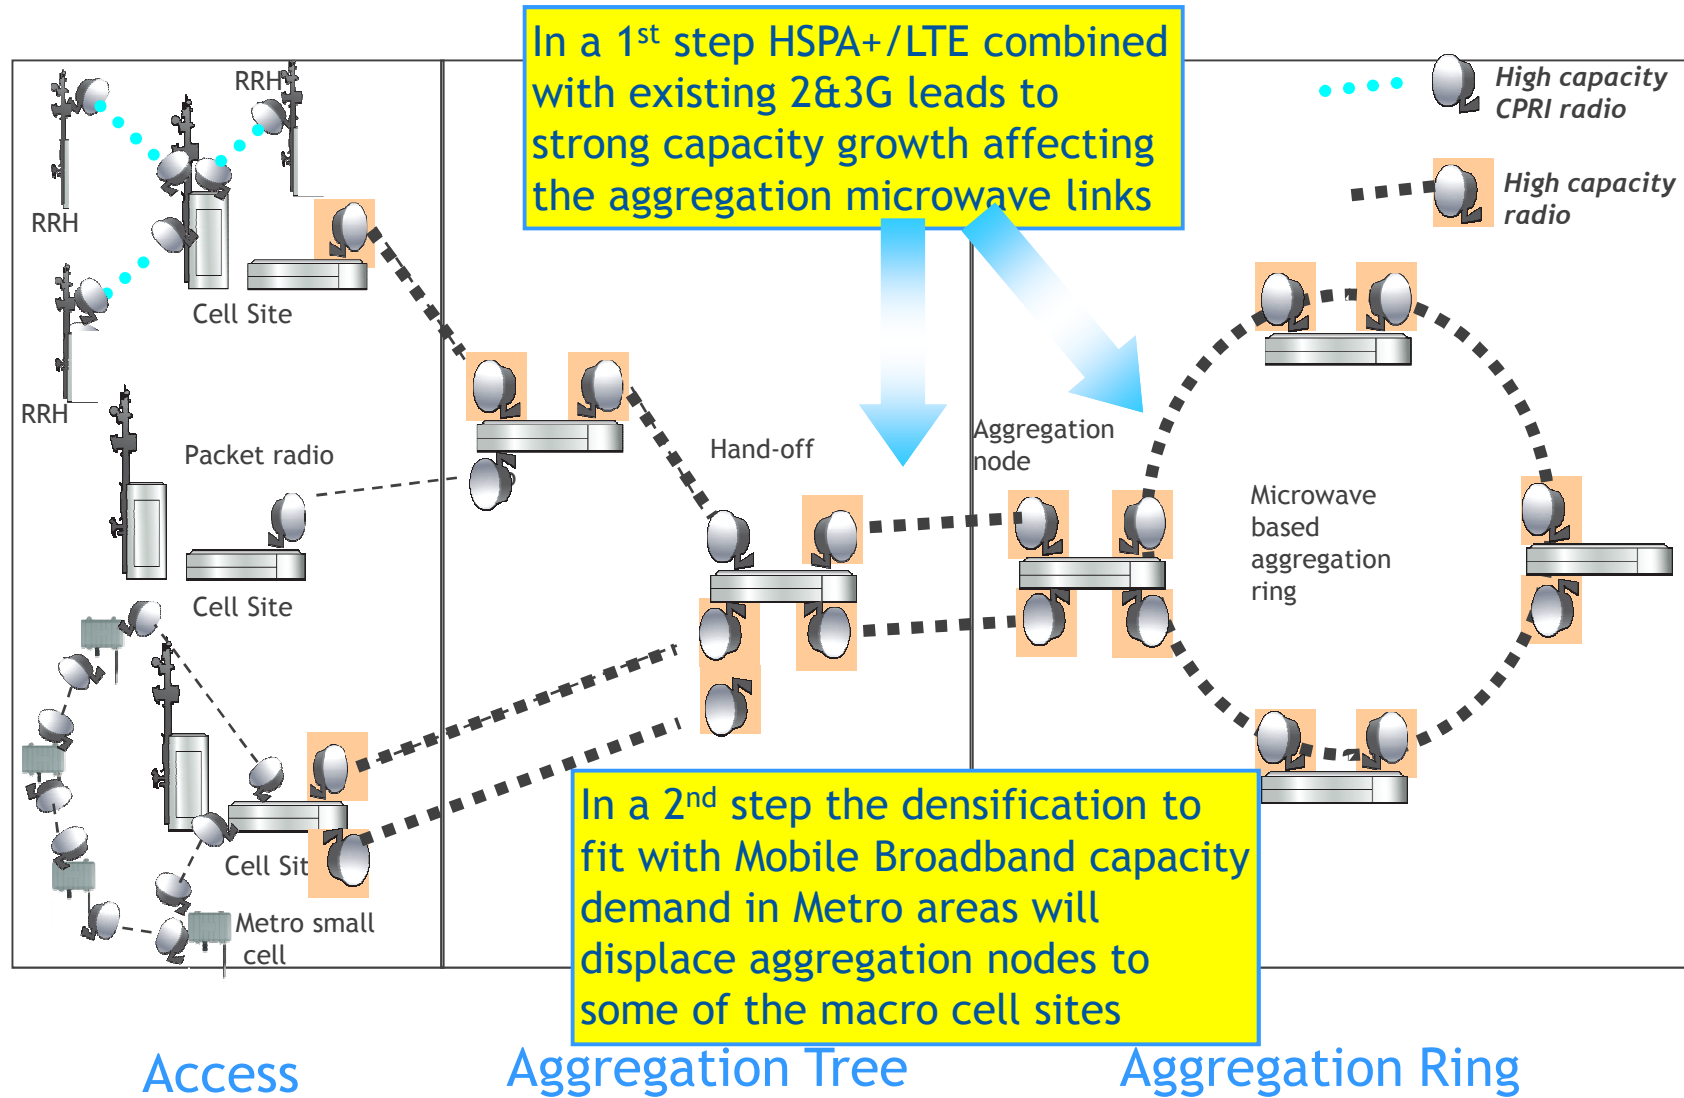 In a 1st step HSPA+/LTE combined
with existing 2&3G leads to
strong capacity growth affecting
the aggregation microwave links
High capacity
CPRI radio
High capacity
radio
RRH
RRH
RRH
Cell Site
Packet radio
Cell Site
Cell Sit
Metro small
cell
Hand-off
Aggregation
node
Microwave
based
aggregation
ring
In a 2nd step the densification to
fit with Mobile Broadband capacity
demand in Metro areas will
displace aggregation nodes to
some of the macro cell sites
Access
Aggregation Tree
Aggregation Ring